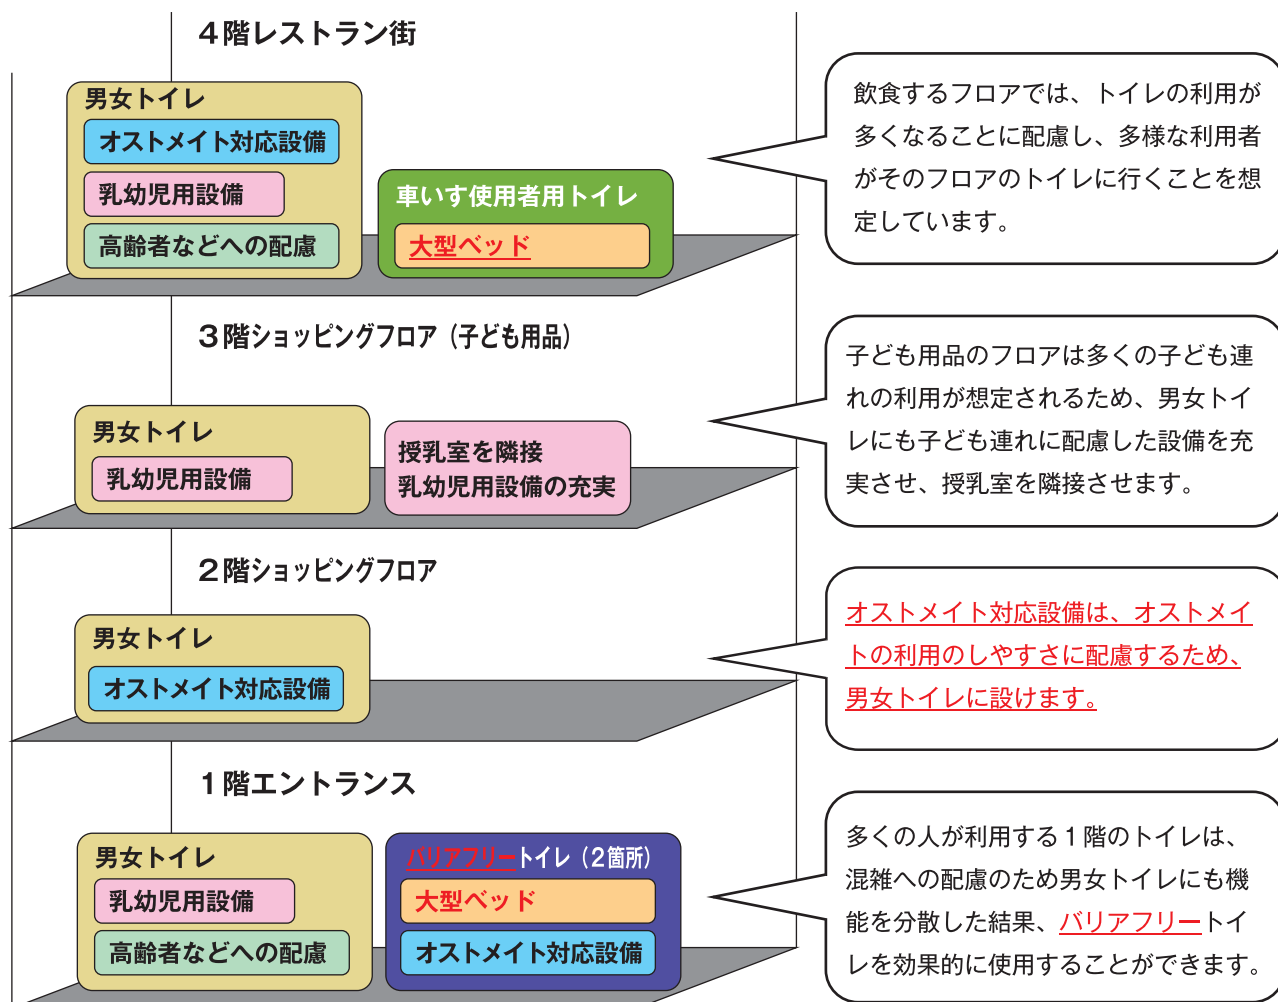 ４階レストラン街
男女トイレ
オストメイト対応設備
乳幼児用設備
高齢者などへの配慮
車いす使用者用トイレ
大型ベッド
飲食するフロアでは、トイレの利用が
多くなることに配慮し、多様な利用者
がそのフロアのトイレに行くことを想
定しています。
３階ショッピングフロア（子ども用品）
男女トイレ
乳幼児用設備
授乳室を隣接
乳幼児用設備の充実
子ども用品のフロアは多くの子ども連
れの利用が想定されるため、男女トイ
レにも子ども連れに配慮した設備を充
実させ、授乳室を隣接させます。
２階ショッピングフロア
男女トイレ
オストメイト対応設備
オストメイト対応設備は、オストメイ
トの利用のしやすさに配慮するため、
男女トイレに設けます。
１階エントランス
男女トイレ
乳幼児用設備
高齢者などへの配慮
バリアフリートイレ（２箇所）
大型ベッド
オストメイト対応設備
多くの人が利用する１階のトイレは、
混雑への配慮のため男女トイレにも機
能を分散した結果、バリアフリートイ
レを効果的に使用することができます。